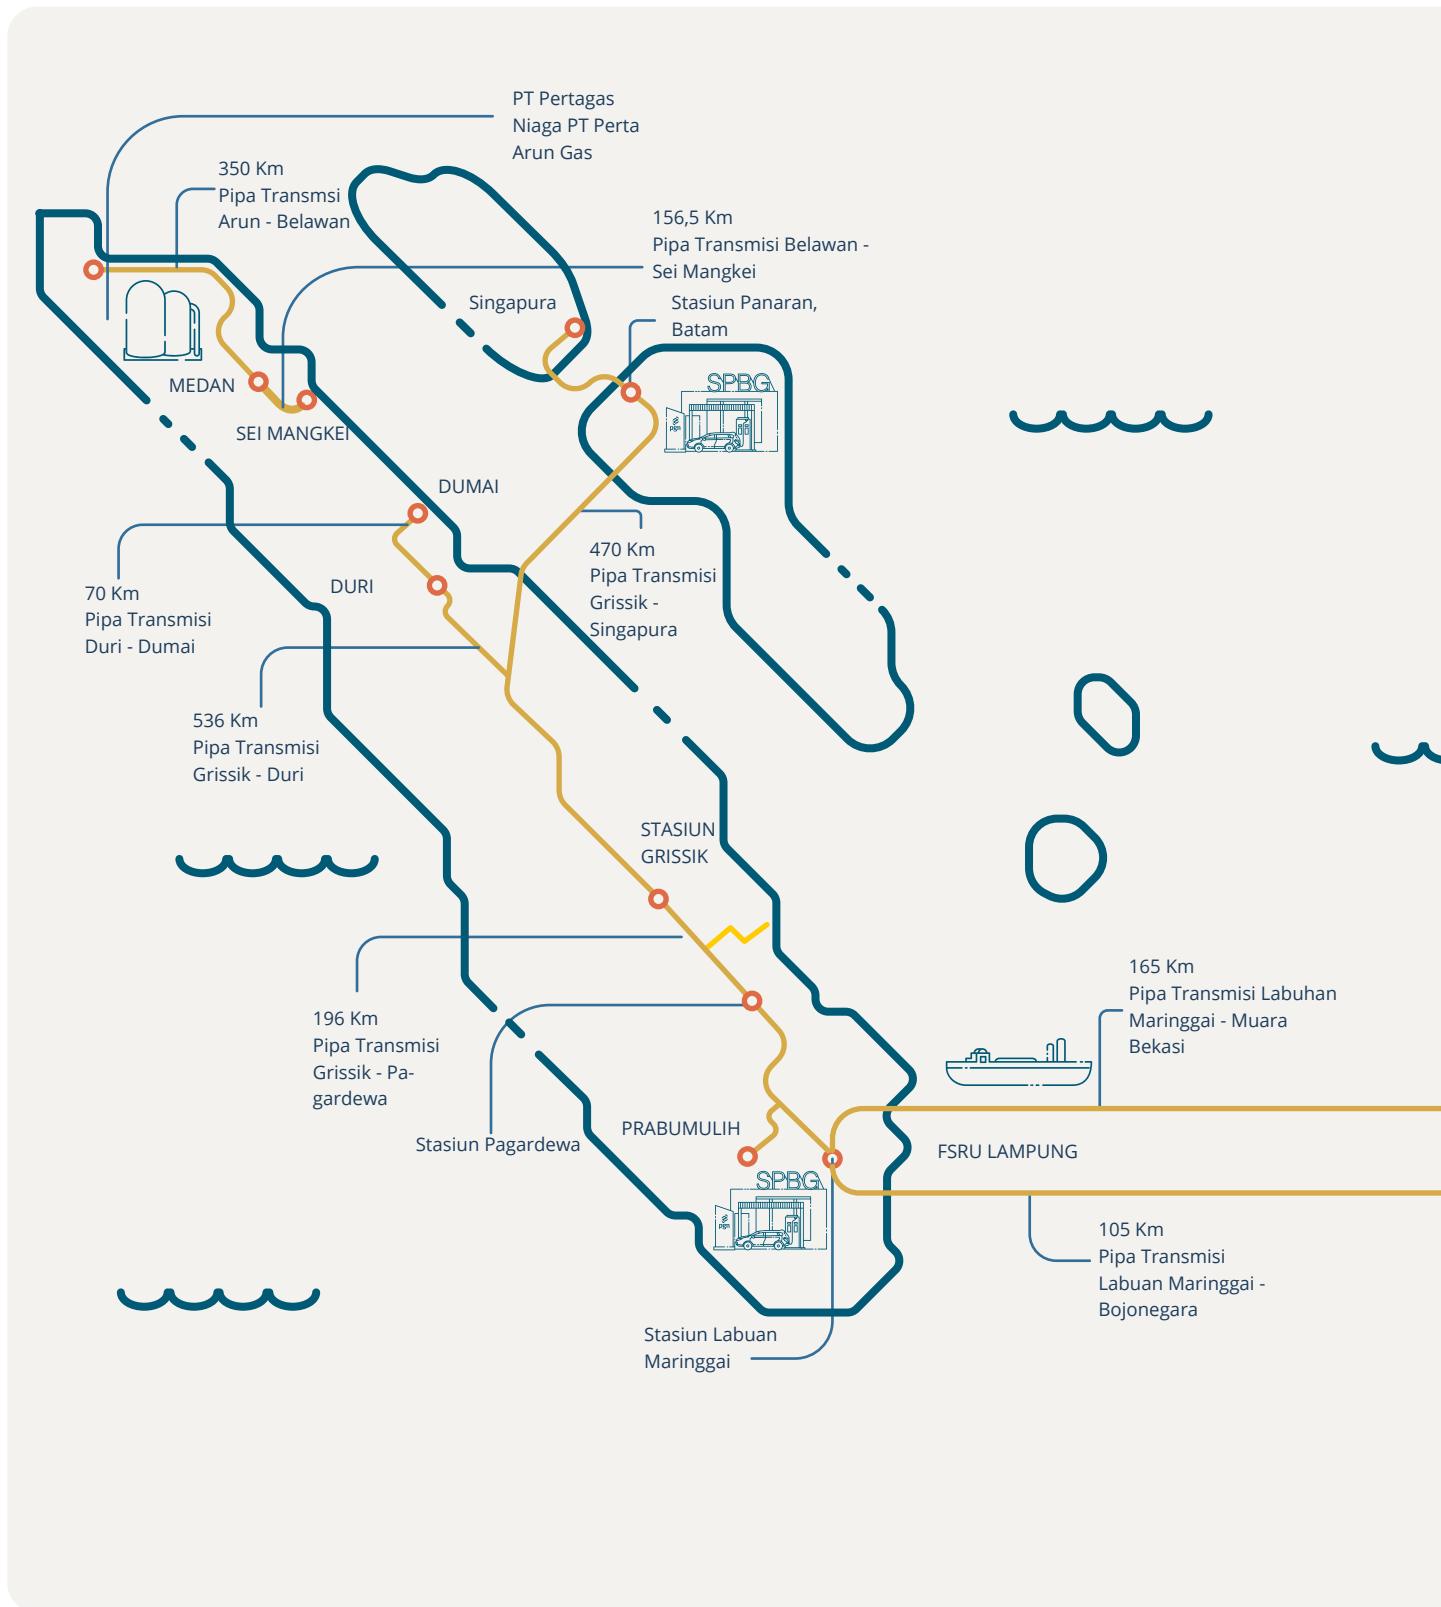 PT Pertagas
Niaga PT Perta
Arun Gas
350 Km
Pipa Transmsi
Arun - Belawan
156,5 Km
Pipa Transmisi Belawan -
Sei Mangkei
Singapura
Stasiun Panaran,
Batam
SPBG
pgn
MEDAN
SEI MANGKEI
DUMAI
470 Km
Pipa Transmisi
Grissik -
Singapura
DURI
70 Km
Pipa Transmisi
Duri - Dumai
536 Km
Pipa Transmisi
Grissik - Duri
STASIUN
GRISSIK
196 Km
Pipa Transmisi
Grissik - Pa-
gardewa
165 Km
Pipa Transmisi Labuhan
Maringgai - Muara
Bekasi
Stasiun Pagardewa
PRABUMULIH
FSRU LAMPUNG
SPBG
pgn
105 Km
Pipa Transmisi
Labuan Maringgai -
Bojonegara
Stasiun Labuan
Maringgai